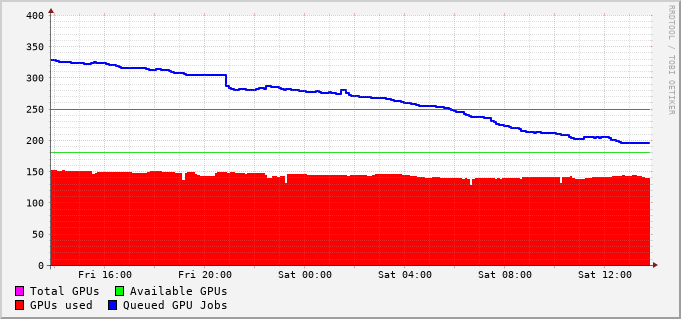 400
350
300
250
200
150
100
50
0
Fri 16:00 Fri 20:00 Sat 00:00 Sat 04:00 Sat 08:00 Sat 12:00
Total GPUs Available GPUs
GPUs used Queued GPU Jobs
RRDTOOL / TOBI OETIKER